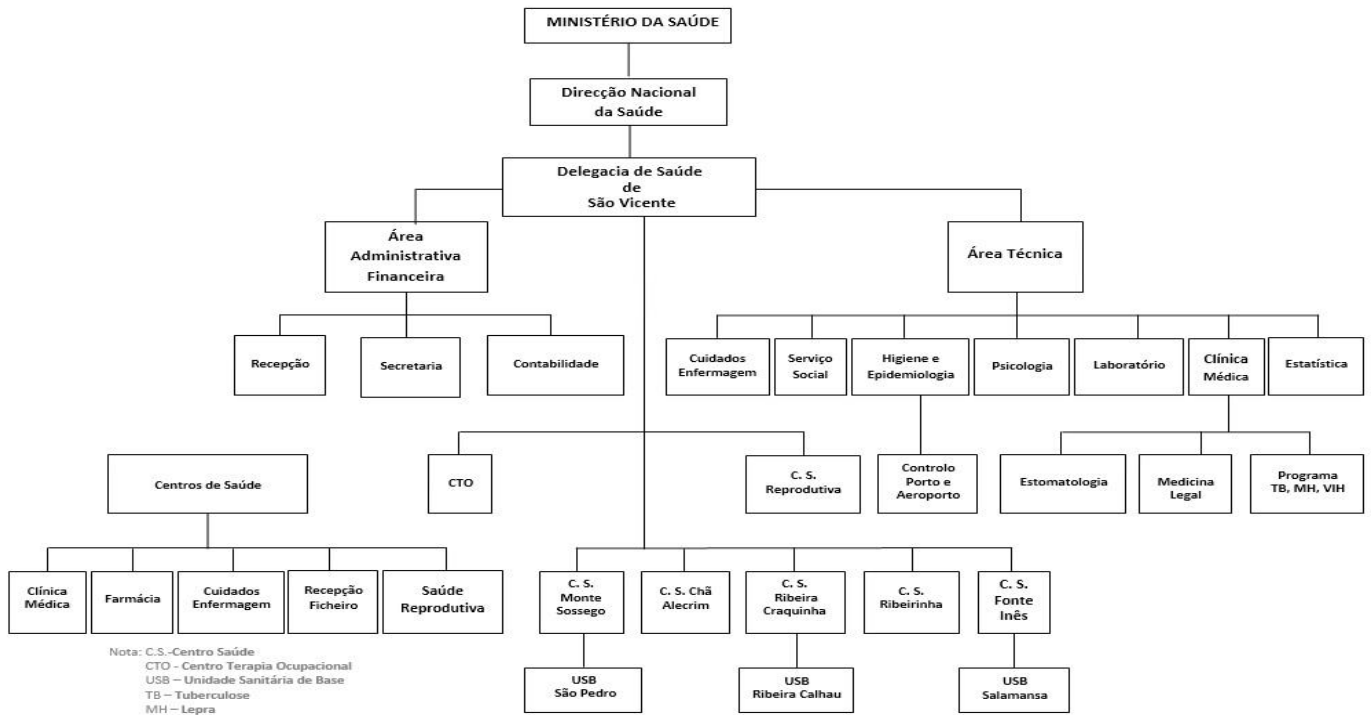 MINISTÉRIO DA SAÚDE
Direcção Nacional
da Saúde
Delegacia de Saúde
de
São Vicente
Área
Administrativa
Financeira
Área Técnica
Recepção
Secretaria
Contabilidade
Cuidados
Enfermagem
Serviço
Social
Higiene e
Epidemiologia
Psicologia
Laboratório
Clínica
Médica
Estatística
Centros de Saúde
CTO
C. S.
Reprodutiva
Controlo
Porto e
Aeroporto
Estomatologia
Medicina
Legal
Programa
TB, MH, VIH
Clínica
Médica
Farmácia
Cuidados
Enfermagem
Recepção
Ficheiro
Saúde
Reprodutiva
C. S.
Monte
Sossego
C. S. Chã
Alecrim
C. S.
Ribeira
Craquinha
C. S.
Ribeirinha
C. S.
Fonte
Inês
USB
São Pedro
USB
Ribeira Calhau
USB
Salamansa
Nota: C.S.-Centro Saúde
CTO - Centro Terapia Ocupacional
USB – Unidade Sanitária de Base
TB – Tuberculose
MH – Lepra